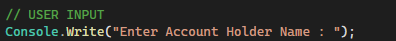 // USER INPUT
Console.Write("Enter Account Holder Name : ");